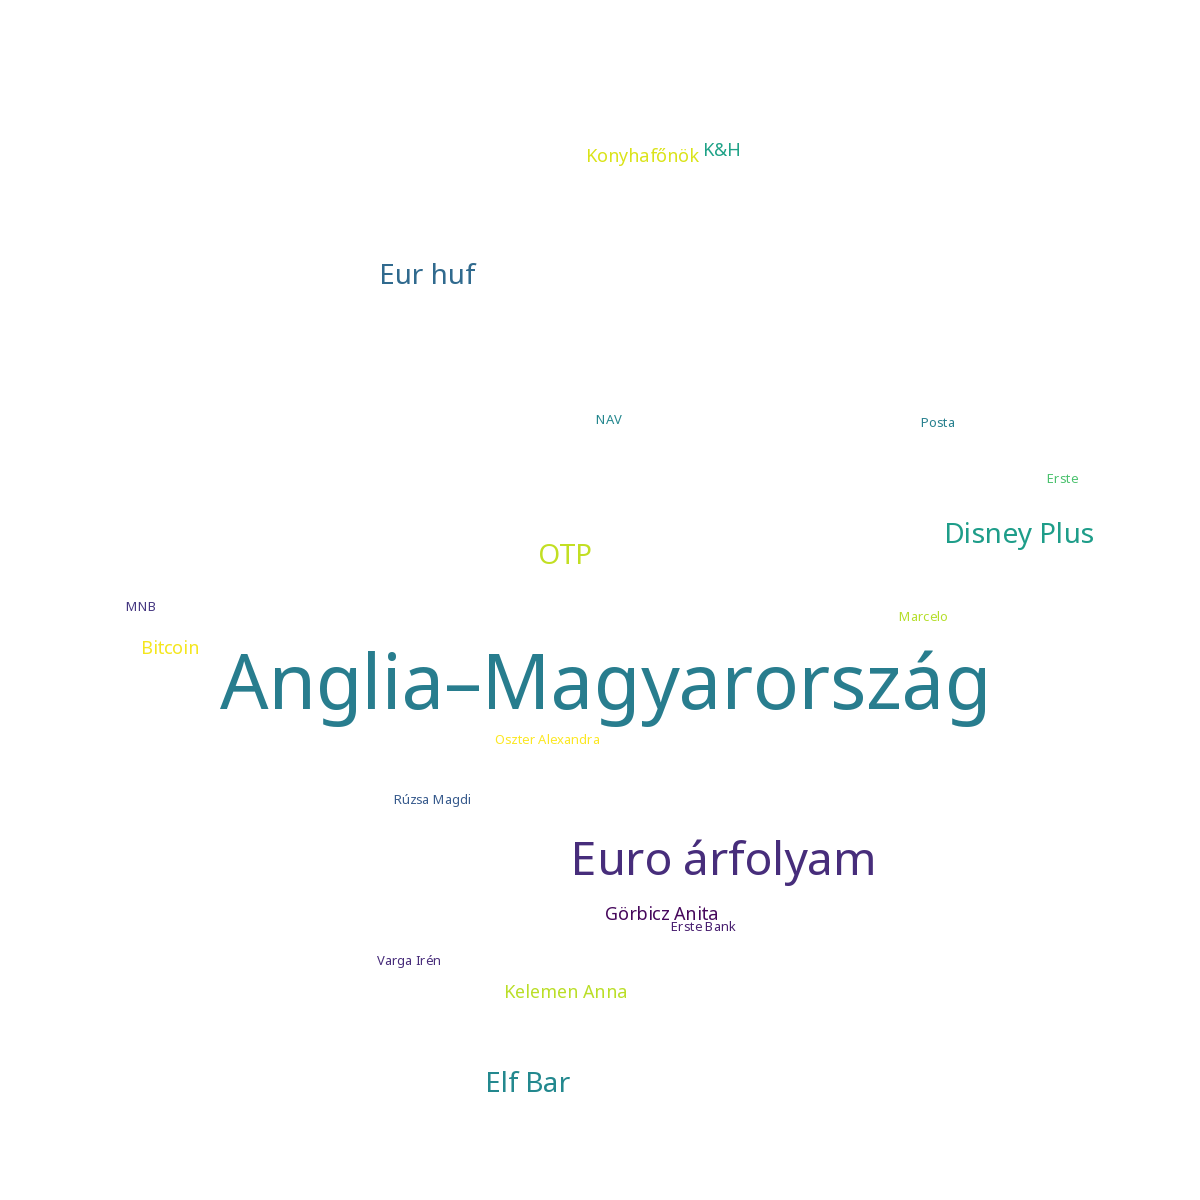 Konyhafőnök
K&H
Eur huf
NAV
Posta
Erste
Disney Plus
OTP
MNB
Marcelo
Bitcoin
Anglia–Magyarország
Oszter Alexandra
Rúzsa Magdi
Euro árfolyam
Görbicz Anita
Erste Bank
Varga Irén
Kelemen Anna
Elf Bar